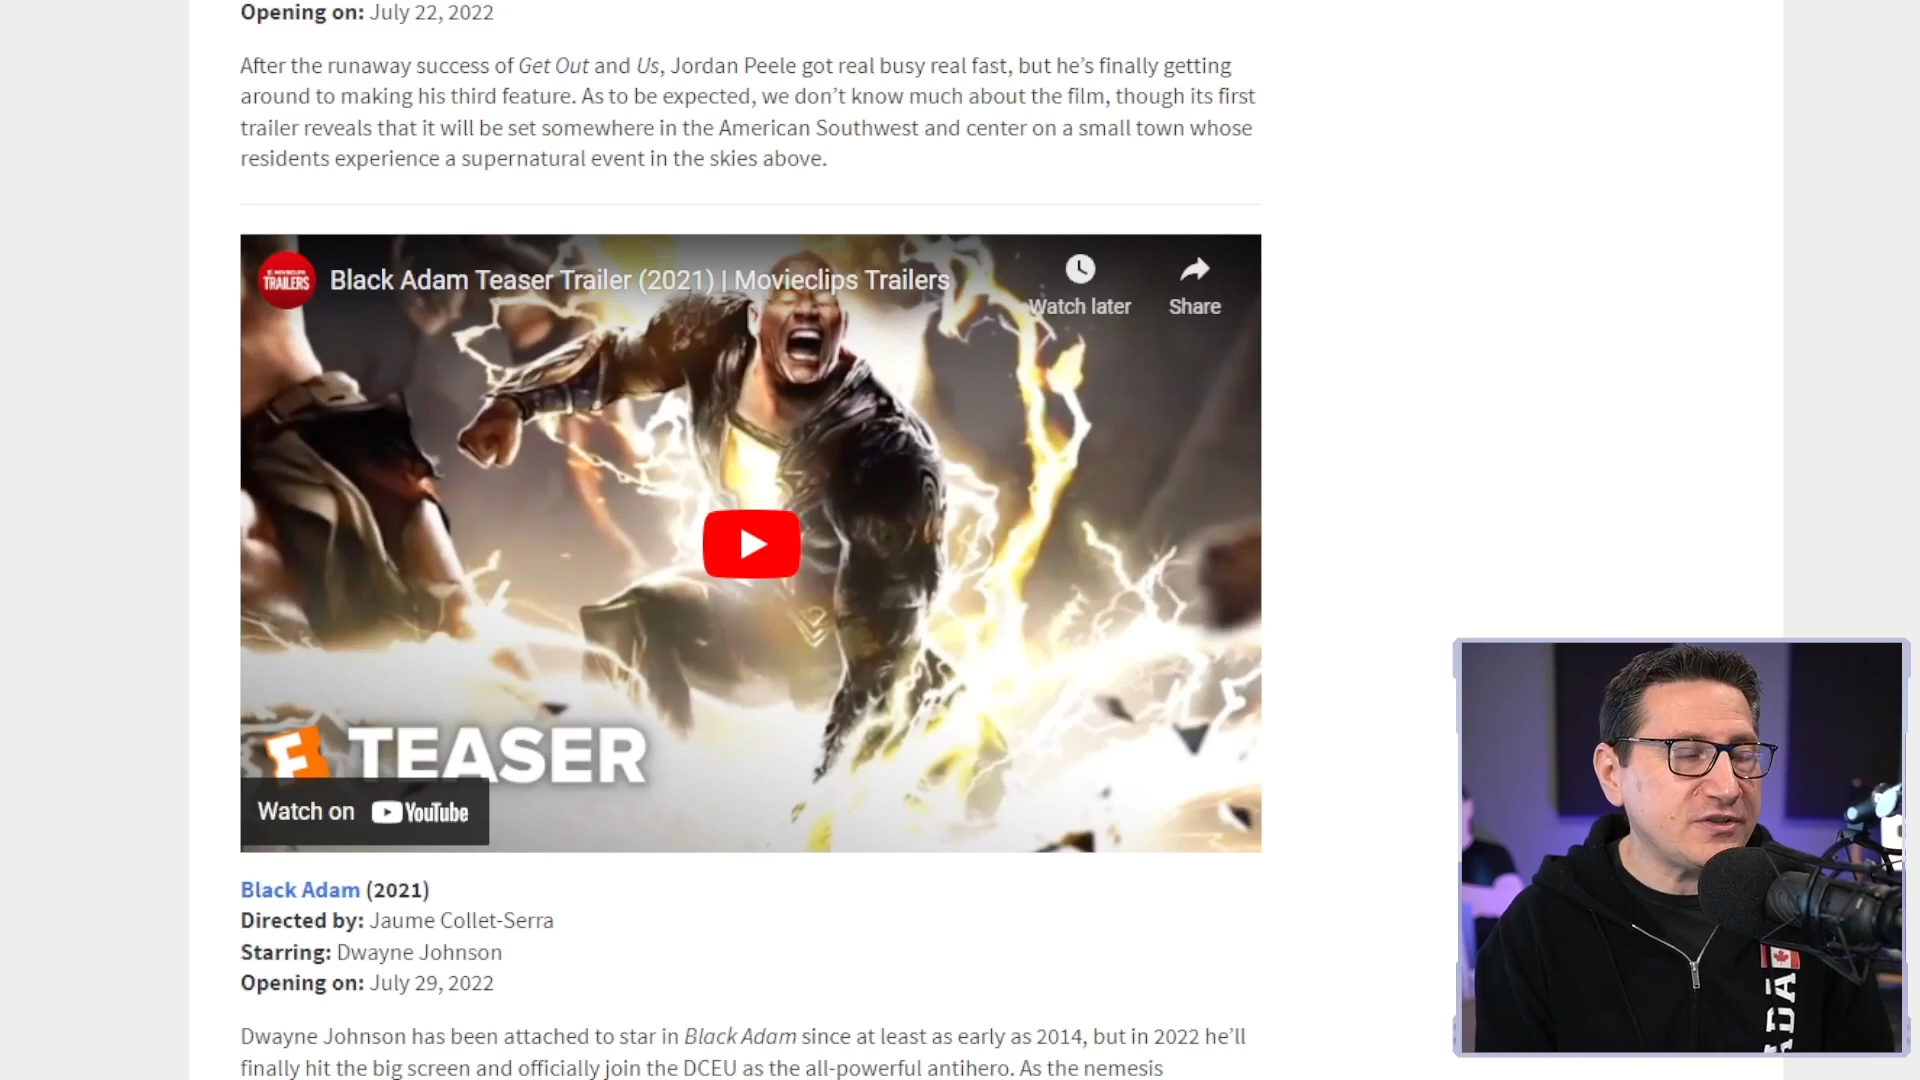 Opening on: July 22, 2022
After the runaway success of Get Out and Us, Jordan Peele got real busy real fast, but he’s finally getting
around to making his third feature. As to be expected, we don’t know much about the film, though its first
trailer reveals that it will be set somewhere in the American Southwest and center on a small town whose
residents experience a supernatural event in the skies above.
MOVIECLIPS
TRAILERS
Black Adam Teaser Trailer (2021) | Movieclips Trailers
Watch later
Share
F TEASER
Watch on YouTube
Black Adam (2021)
Directed by: Jaume Collet-Serra
Starring: Dwayne Johnson
Opening on: July 29, 2022
Dwayne Johnson has been attached to star in Black Adam since at least as early as 2014, but in 2022 he’ll
finally hit the big screen and officially join the DCEU as the all-powerful antihero. As the nemesis
ADA